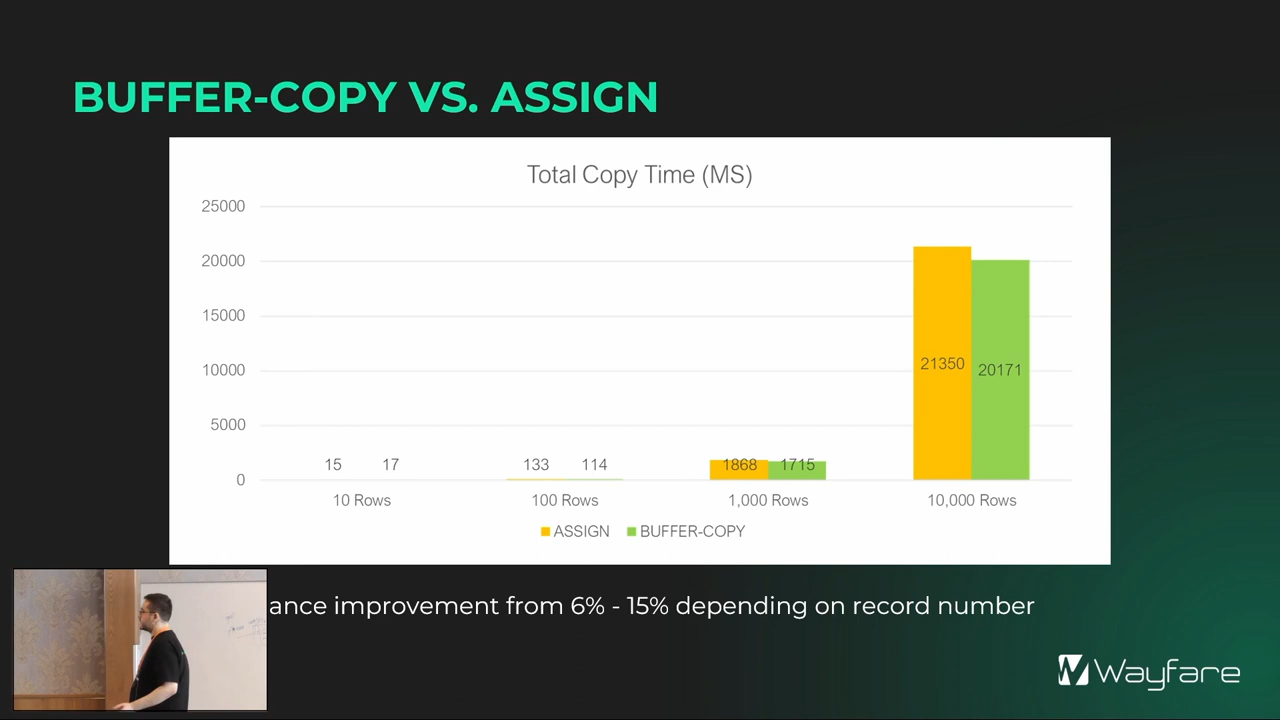 BUFFER-COPY VS. ASSIGN
Total Copy Time (MS)
25000
20000
15000
10000
5000
0
15
17
133
114
1868
1715
21350
20171
10 Rows
100 Rows
1,000 Rows
10,000 Rows
ASSIGN
BUFFER-COPY
ance improvement from 6% - 15% depending on record number
Wayfare